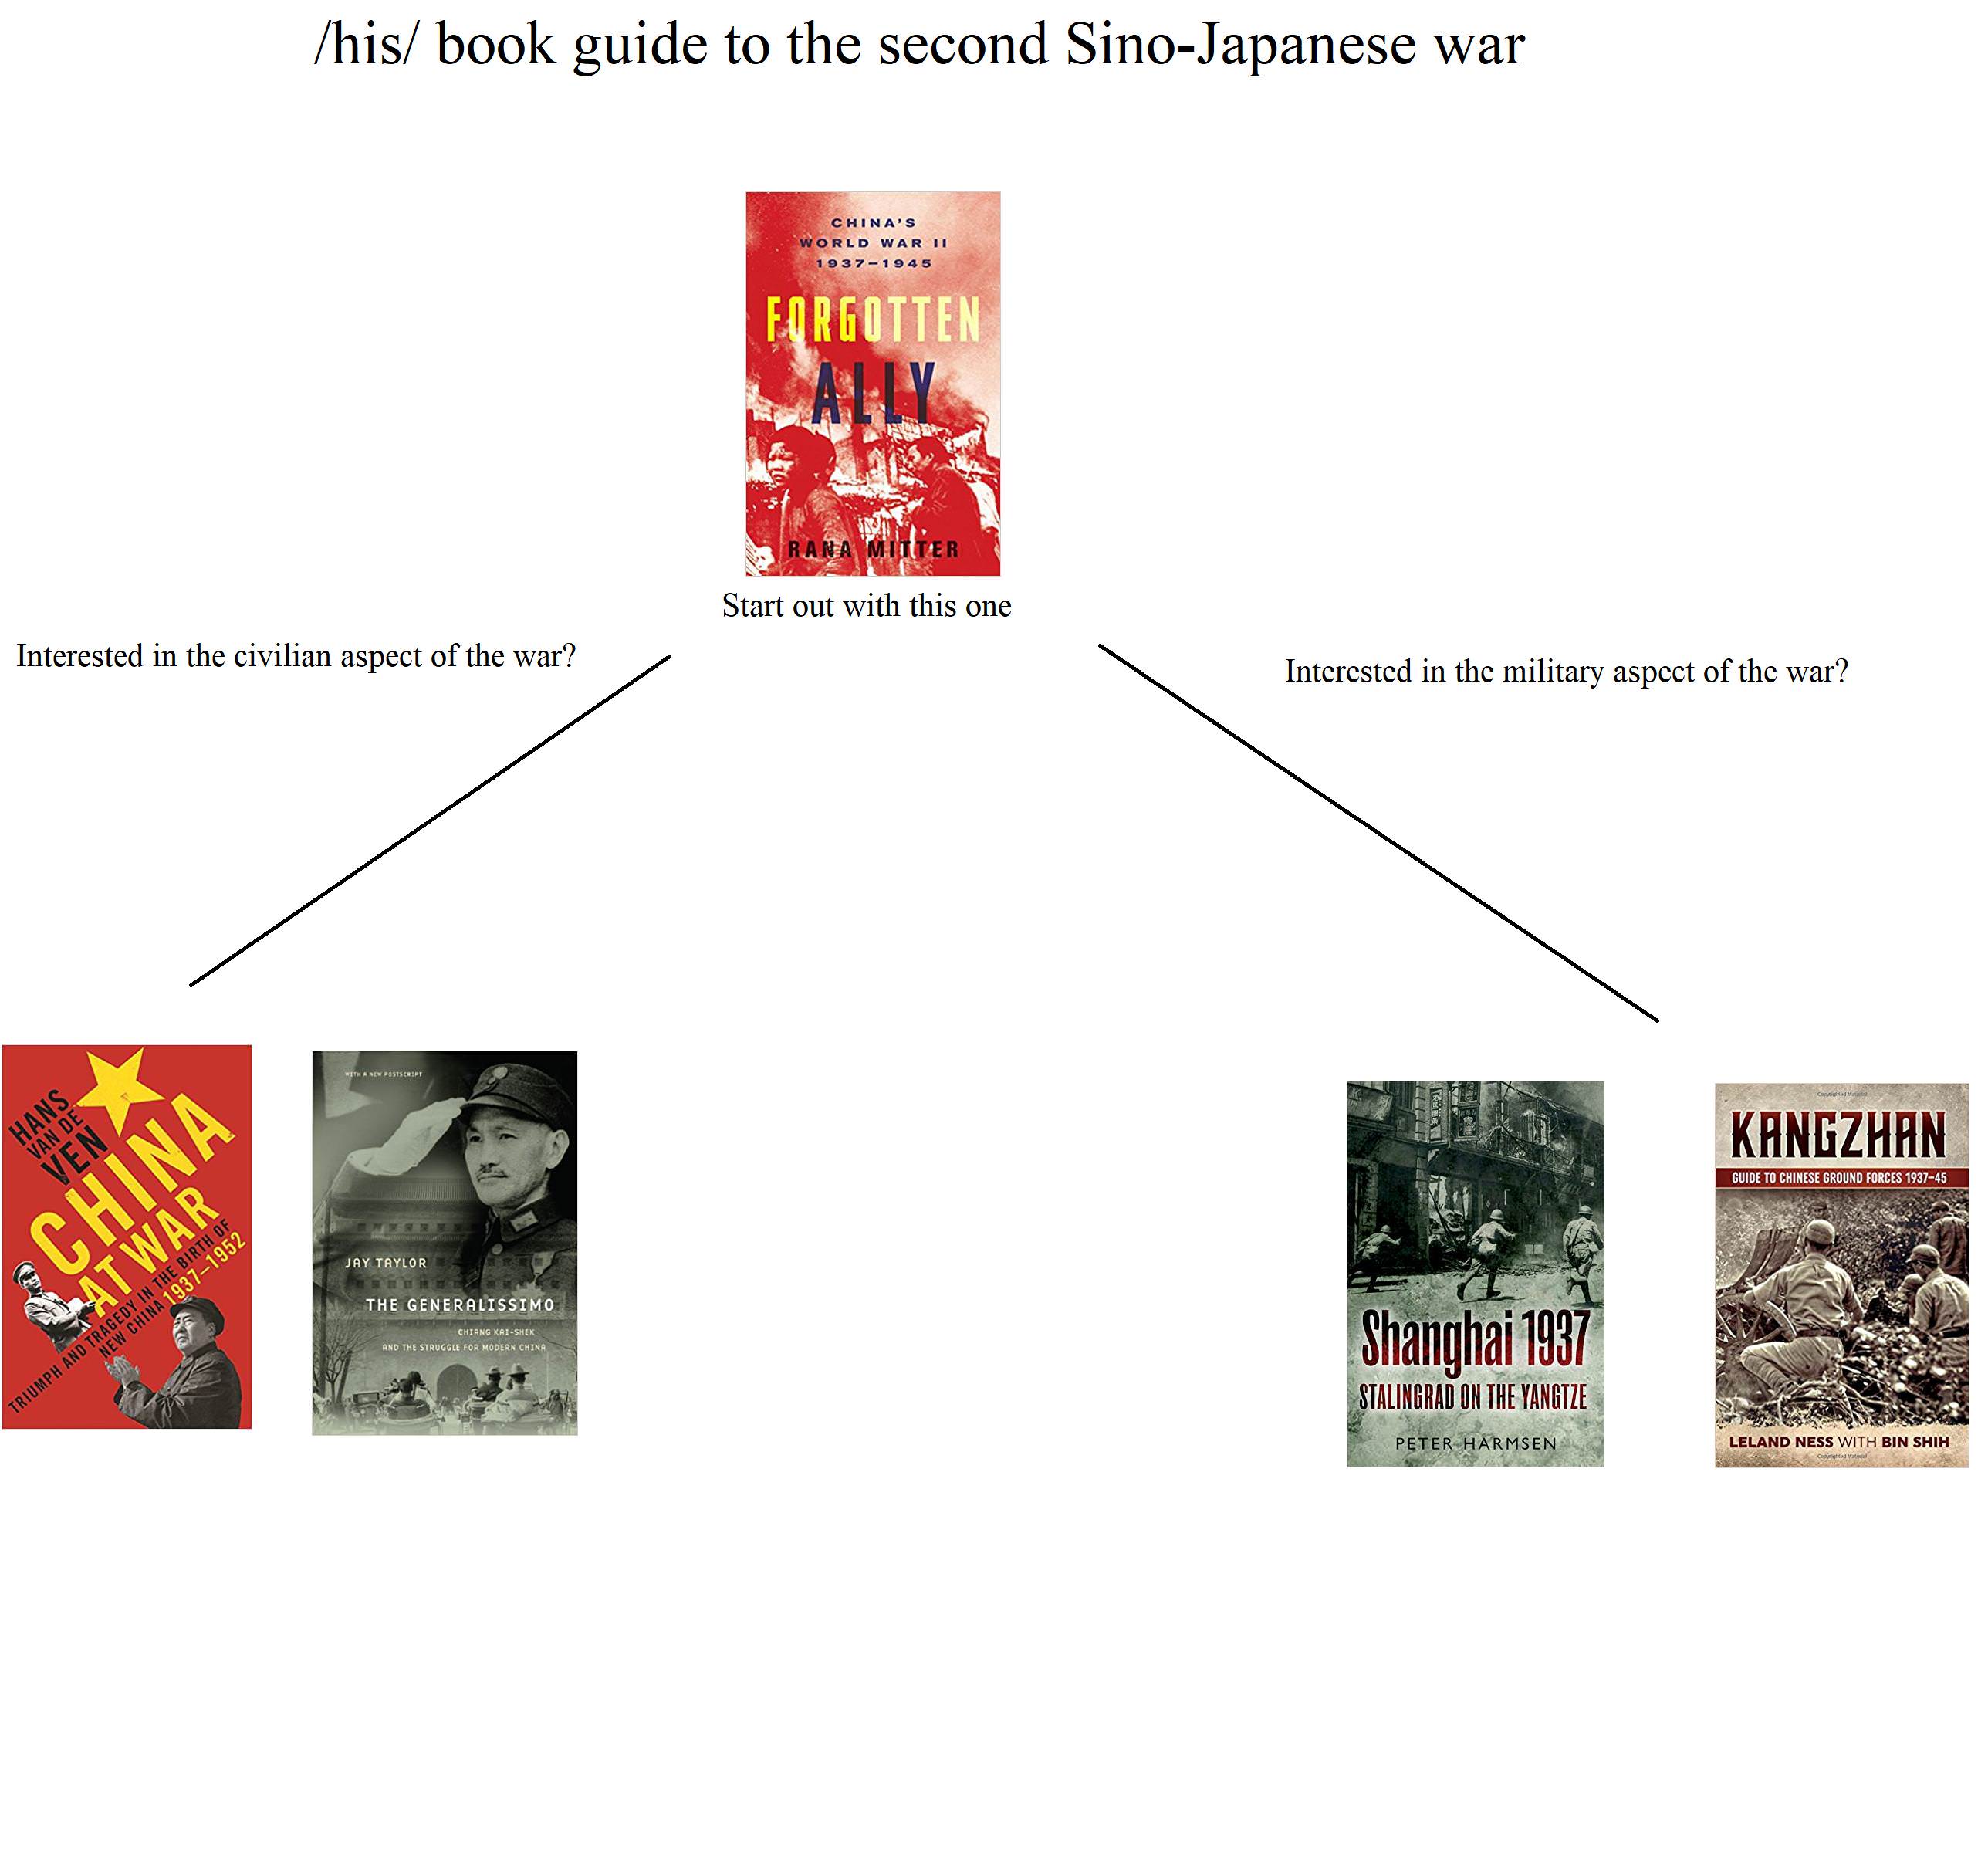 /his/ book guide to the second Sino-Japanese war
CHINA'S
WORLD WAR II
1937–1945
FORGOTTEN
ALLY
RANA MITTER
Start out with this one
Interested in the civilian aspect of the war?
Interested in the military aspect of the war?
HANS
VAN DE
VEN
CHINA
AT WAR
TRIUMPH AND TRAGEDY IN THE BIRTH OF
NEW CHINA 1937–1952
WITH A NEW POSTSCRIPT
JAY TAYLOR
THE GENERALISSIMO
CHIANG KAI-SHEK
AND THE STRUGGLE FOR MODERN CHINA
Shanghai 1937
STALINGRAD ON THE YANGTZE
PETER HARMSEN
Copyrighted Material
KANGZHAN
GUIDE TO CHINESE GROUND FORCES 1937–45
LELAND NESS WITH BIN SHIH
Copyrighted Material